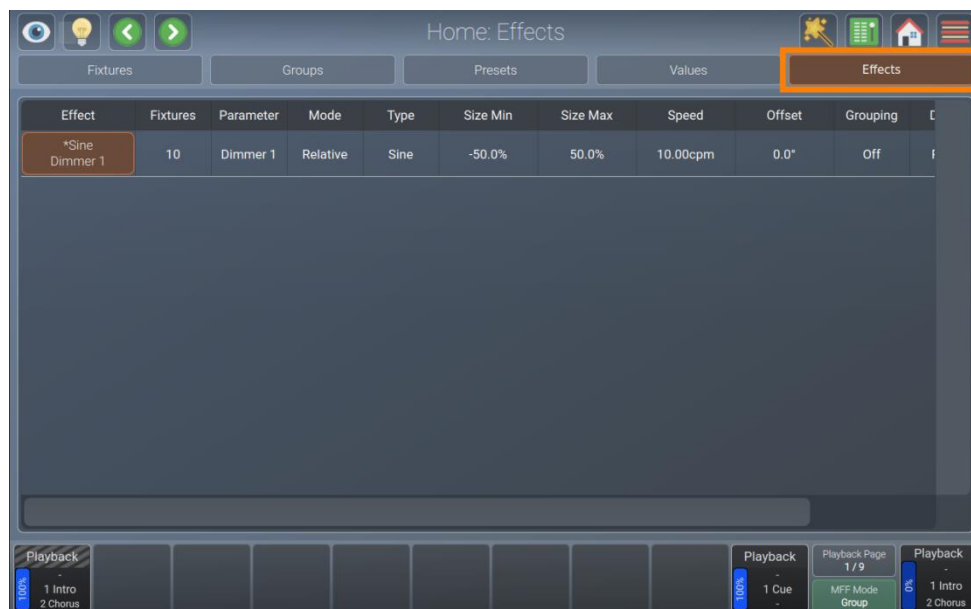 Home: Effects
Fixtures Groups Presets Values Effects
Effect Fixtures Parameter Mode Type Size Min Size Max Speed Offset Grouping
*Sine
Dimmer 1 10 Dimmer 1 Relative Sine -50.0% 50.0% 10.00cpm 0.0° Off
Playback Playback Playback Page Playback
- - 1 / 9 -
100% 1 Intro 100% 1 Cue MFF Mode 0% 1 Intro
2 Chorus - Group 2 Chorus